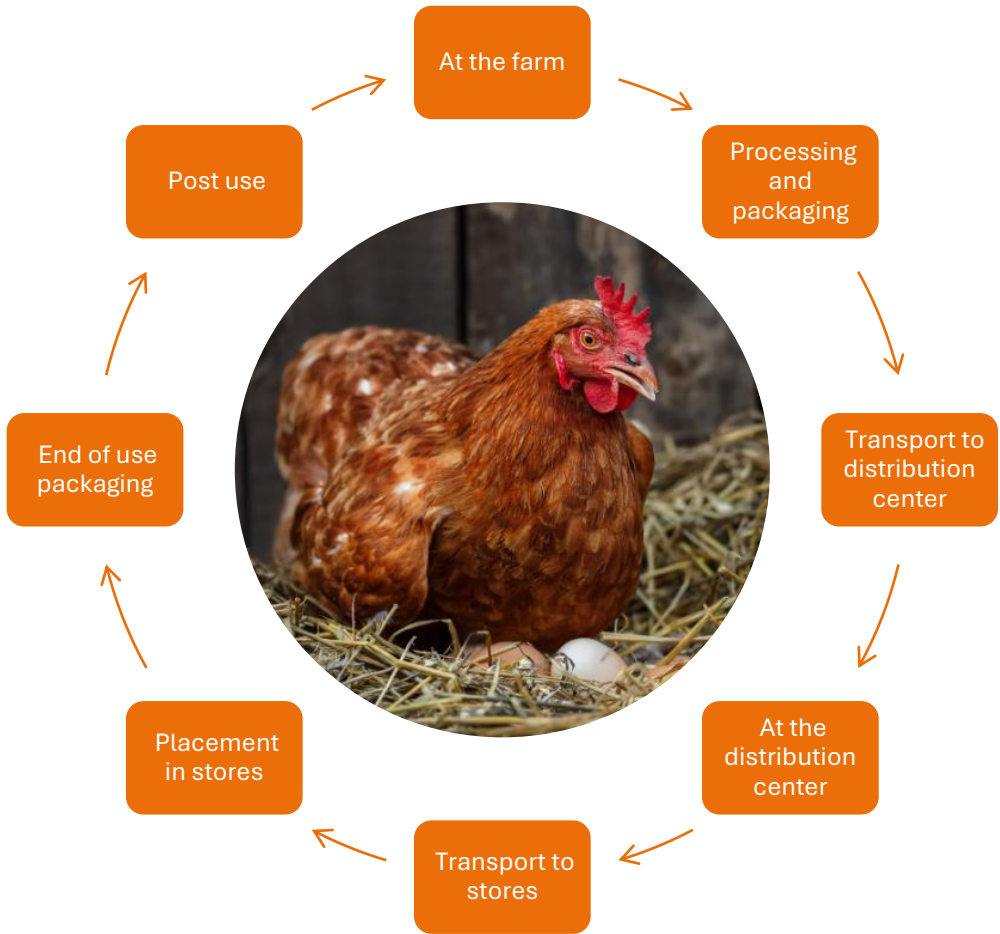 At the farm
Processing
and
packaging
Transport to
distribution
center
At the
distribution
center
Transport to
stores
Placement
in stores
End of use
packaging
Post use